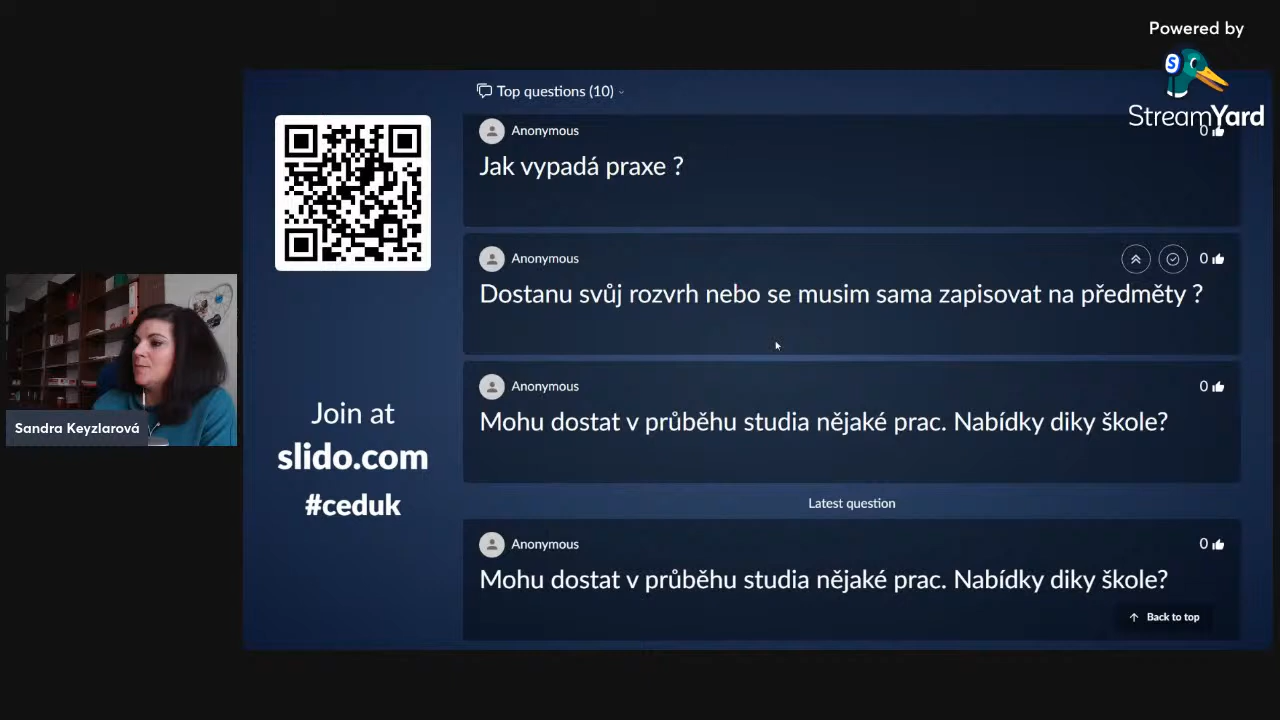 Powered by
StreamYard
Top questions (10)
Anonymous
0
Jak vypadá praxe ?
Anonymous
0
Dostanu svůj rozvrh nebo se musim sama zapisovat na předměty ?
Anonymous
0
Mohu dostat v průběhu studia nějaké prac. Nabídky diky škole?
Latest question
Anonymous
0
Mohu dostat v průběhu studia nějaké prac. Nabídky diky škole?
Back to top
Join at
slido.com
#ceduk
Sandra Keyzlarová